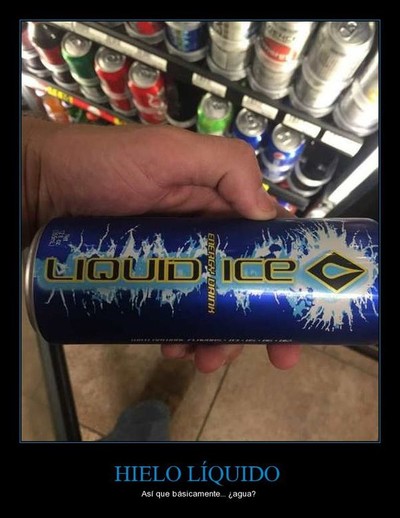 LIQUID ICE
ENERGY DRINK
HIELO LÍQUIDO
Así que básicamente... ¿agua?